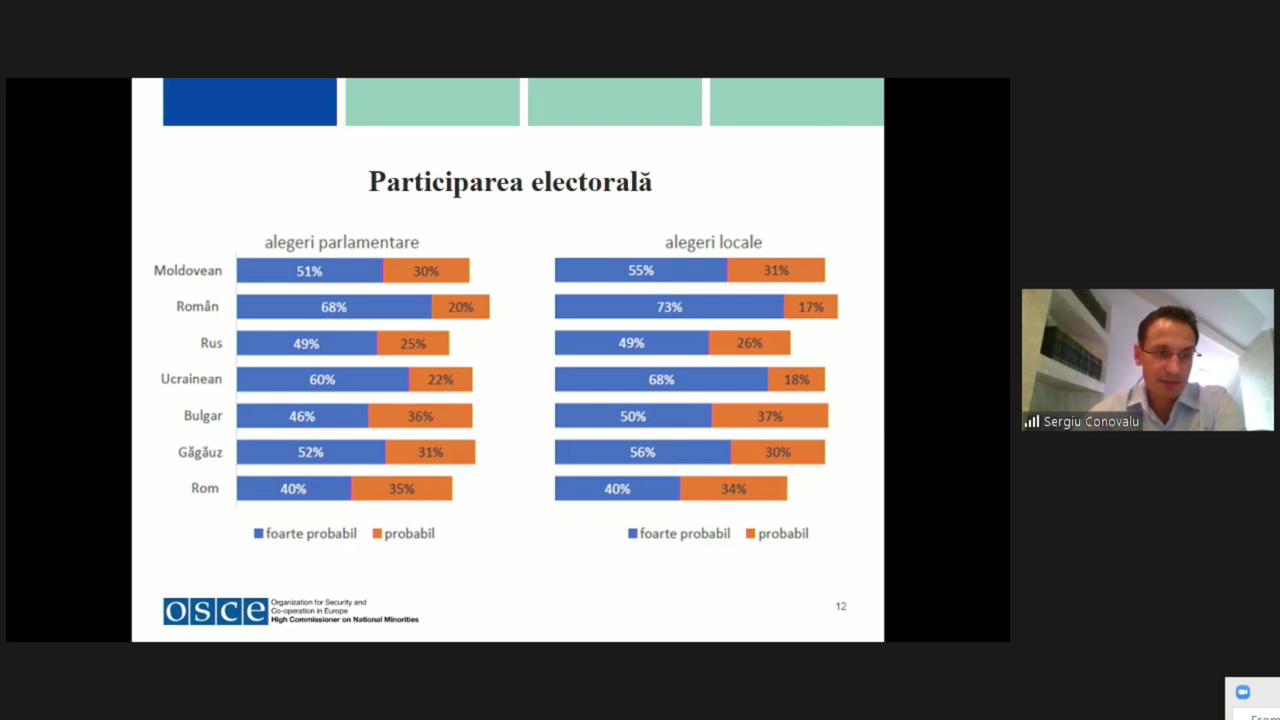 Participarea electorală
alegeri parlamentare
Moldovean 51% 30%
Român 68% 20%
Rus 49% 25%
Ucrainean 60% 22%
Bulgar 46% 36%
Găgăuz 52% 31%
Rom 40% 35%
foarte probabil probabil
alegeri locale
55% 31%
73% 17%
49% 26%
68% 18%
50% 37%
56% 30%
40% 34%
foarte probabil probabil
osce
Organization for Security and
Co-operation in Europe
High Commissioner on National Minorities
12
Sergiu Conovalu